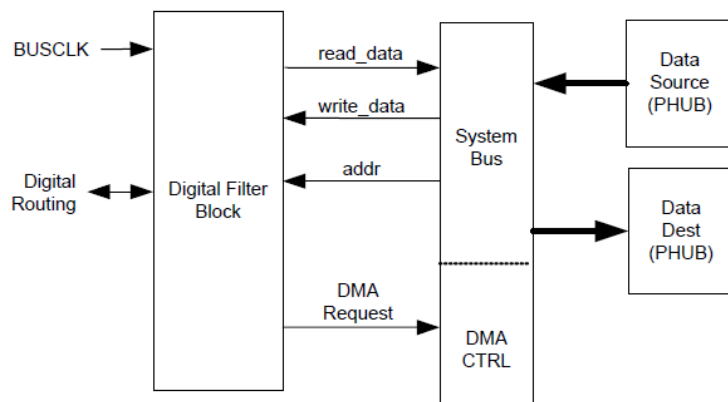 BUSCLK
Digital
Routing
Digital Filter
Block
read_data
write_data
addr
DMA
Request
System
Bus
DMA
CTRL
Data
Source
(PHUB)
Data
Dest
(PHUB)